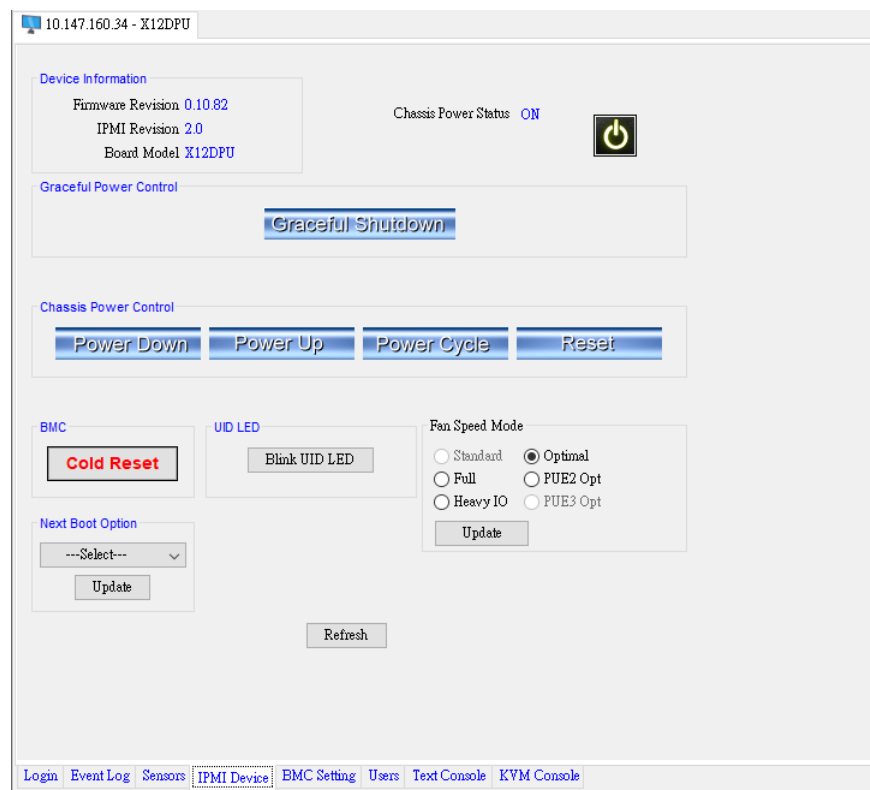 10.147.160.34 - X12DPU
Device Information
Firmware Revision 0.10.82
IPMI Revision 2.0
Board Model X12DPU
Chassis Power Status ON
Graceful Power Control
Graceful Shutdown
Chassis Power Control
Power Down Power Up Power Cycle Reset
BMC
Cold Reset
UID LED
Blink UID LED
Fan Speed Mode
Standard Optimal
Full PUE2 Opt
Heavy IO PUE3 Opt
Update
Next Boot Option
---Select---
Update
Refresh
Login Event Log Sensors IPMI Device BMC Setting Users Text Console KVM Console